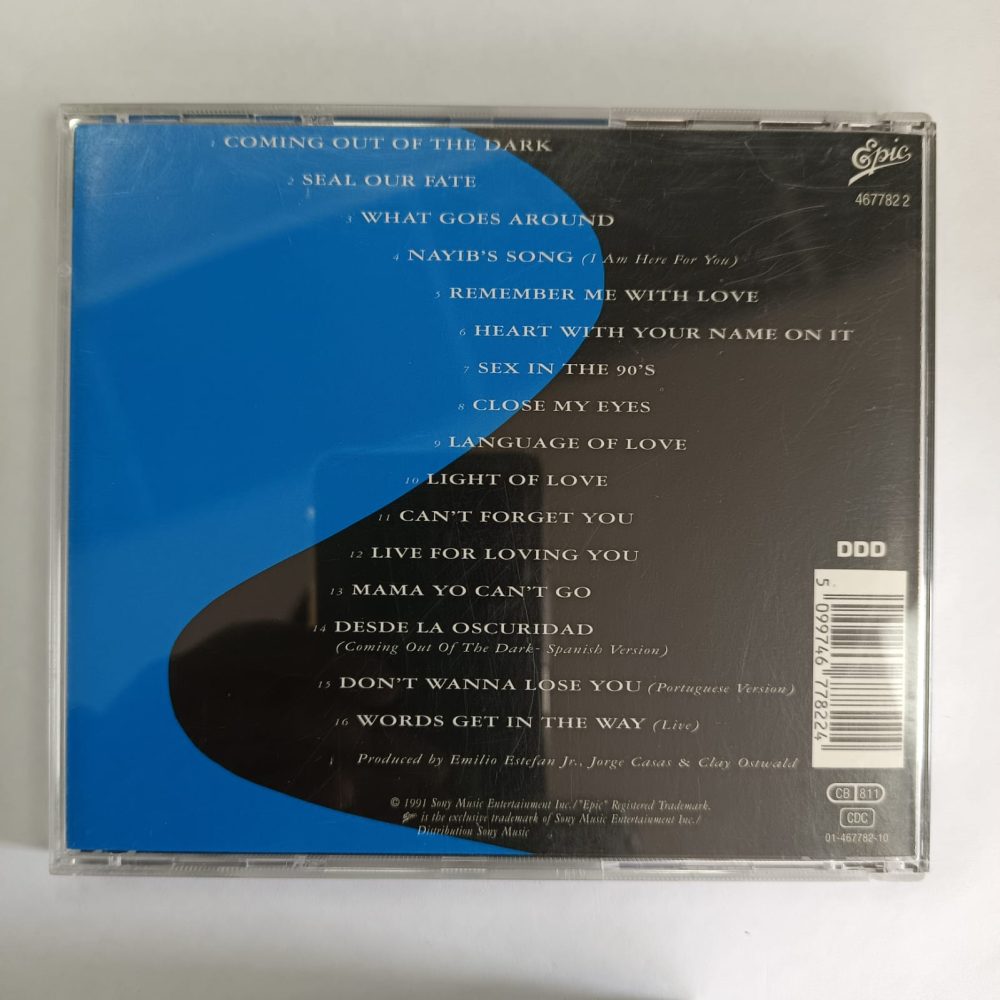 1 COMING OUT OF THE DARK
Epic
467782 2
2 SEAL OUR FATE
3 WHAT GOES AROUND
4 NAYIB'S SONG (I Am Here For You)
5 REMEMBER ME WITH LOVE
6 HEART WITH YOUR NAME ON IT
7 SEX IN THE 90'S
8 CLOSE MY EYES
9 LANGUAGE OF LOVE
10 LIGHT OF LOVE
11 CAN'T FORGET YOU
12 LIVE FOR LOVING YOU
13 MAMA YO CAN'T GO
14 DESDE LA OSCURIDAD
(Coming Out Of The Dark- Spanish Version)
15 DON'T WANNA LOSE YOU (Portuguese Version)
16 WORDS GET IN THE WAY (Live)
Produced by Emilio Estefan Jr., Jorge Casas & Clay Ostwald
DDD
5 099746 778224
© 1991 Sony Music Entertainment Inc./"Epic" Registered Trademark.
Epic is the exclusive trademark of Sony Music Entertainment Inc./
Distribution Sony Music
CB 811
CDC
01-467782-10